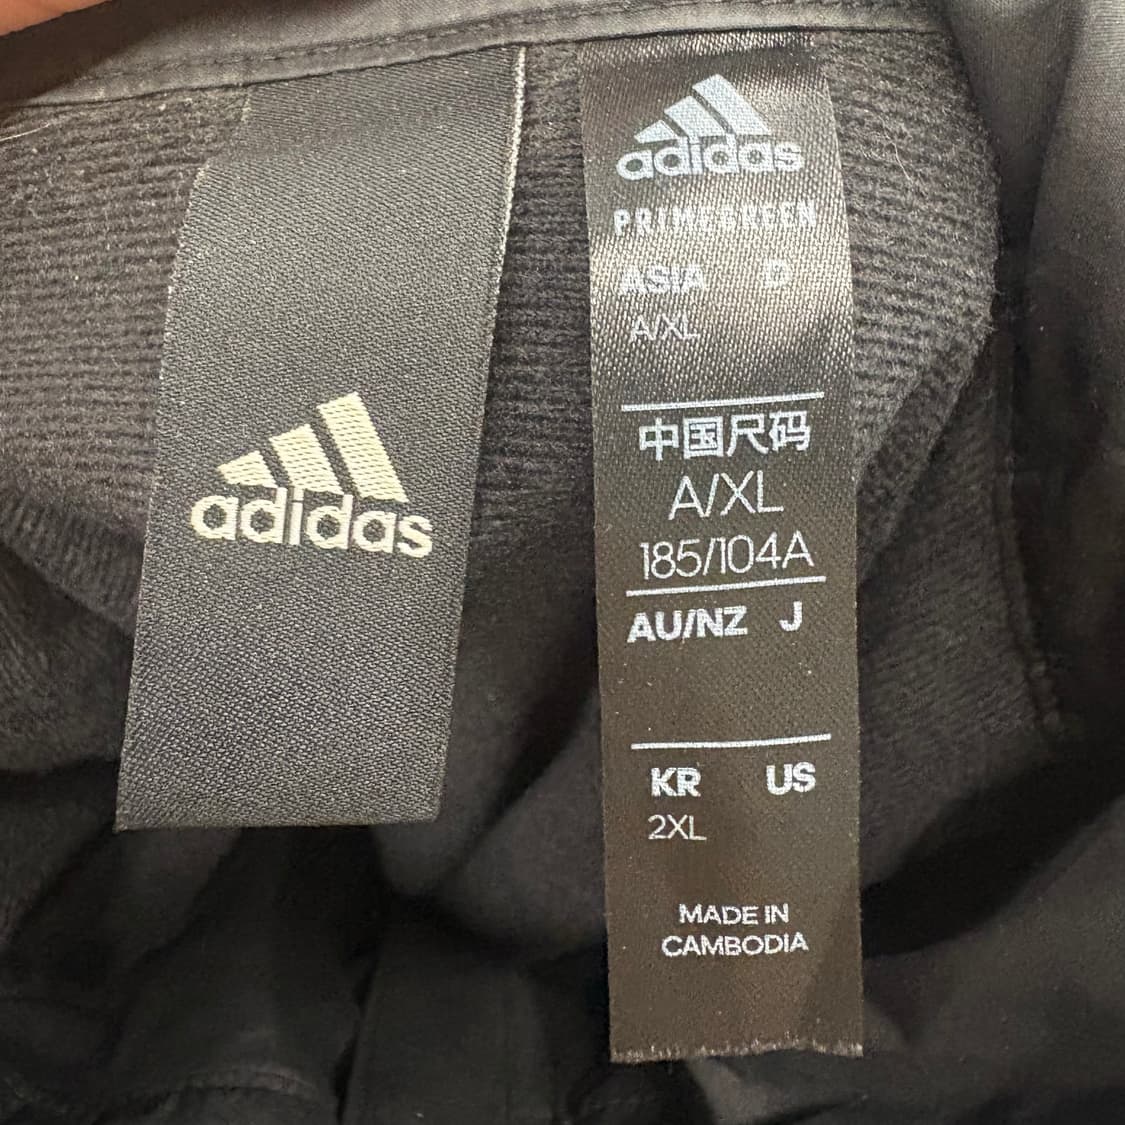 adidas
adidas
PRIMEGREEN
ASIA D
A/XL
中国尺码
A/XL
185/104A
AU/NZ J
KR US
2XL
MADE IN
CAMBODIA